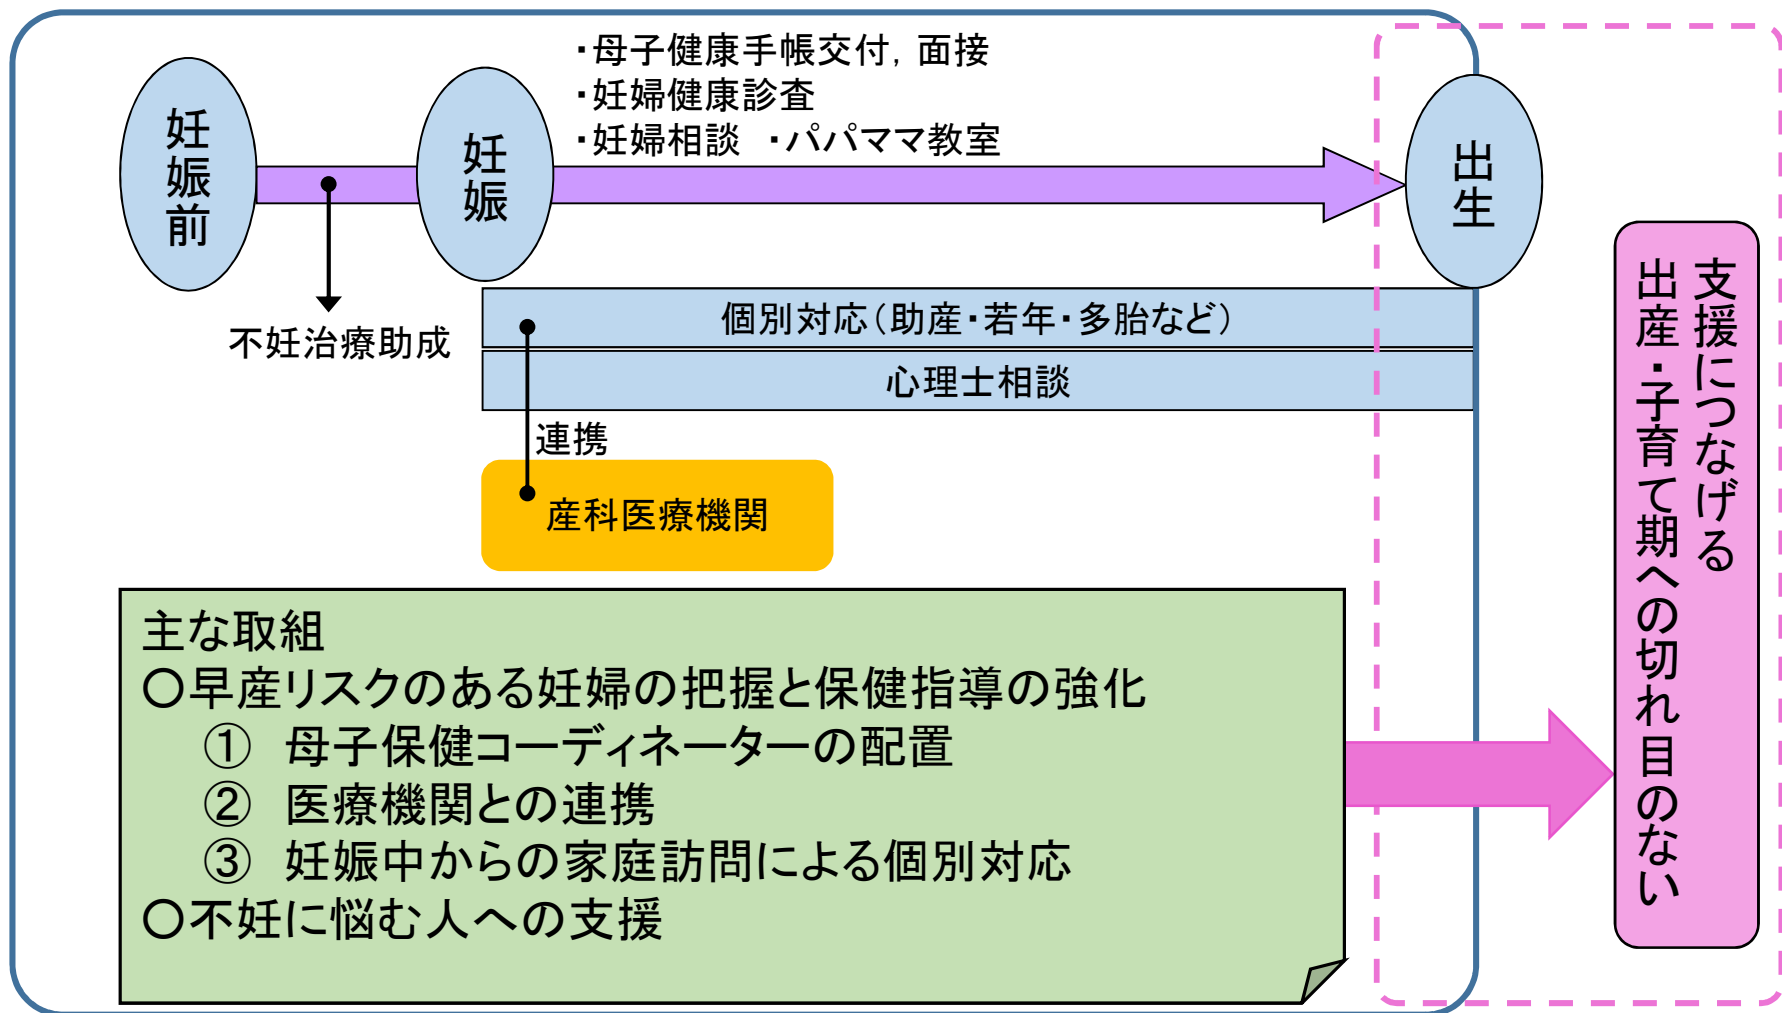 ・母子健康手帳交付，面接
・妊婦健康診査
・妊婦相談　・パパママ教室
妊娠前
妊娠
出生
不妊治療助成
個別対応（助産・若年・多胎など）
心理士相談
連携
産科医療機関
主な取組
〇早産リスクのある妊婦の把握と保健指導の強化
①　母子保健コーディネーターの配置
②　医療機関との連携
③　妊娠中からの家庭訪問による個別対応
〇不妊に悩む人への支援
支援につなげる
出産・子育て期への切れ目のない